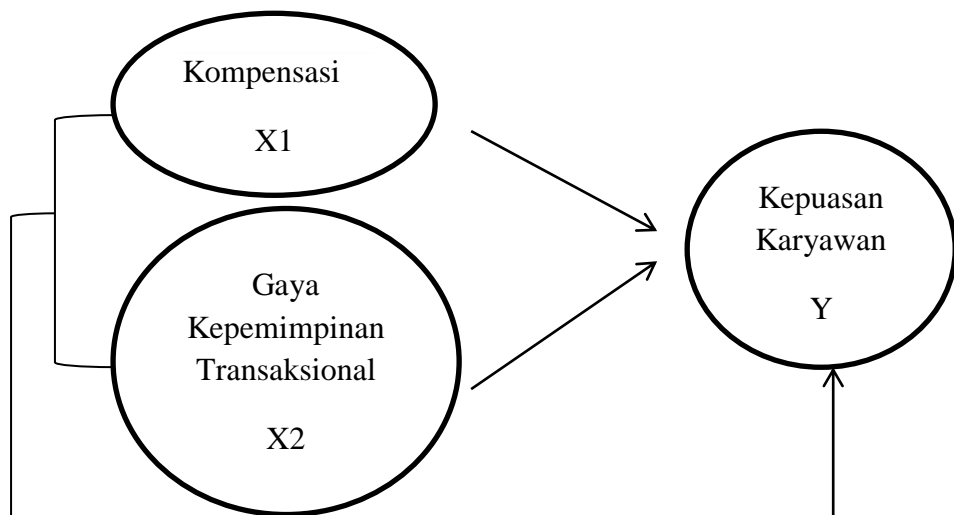 Kompensasi
X1
Gaya
Kepemimpinan
Transaksional
X2
Kepuasan
Karyawan
Y